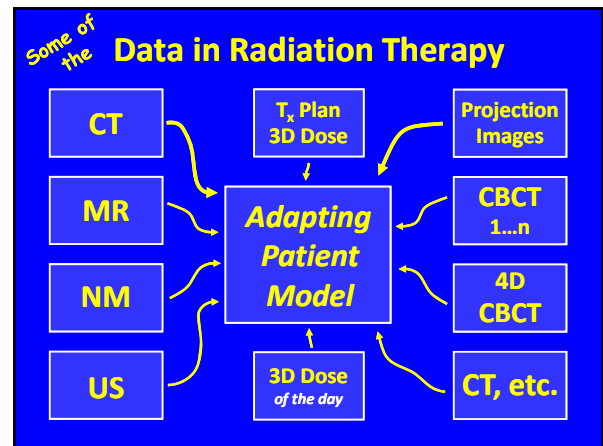 Some of
the
Data in Radiation Therapy
CT
MR
NM
US
Tx Plan
3D Dose
Adapting
Patient
Model
3D Dose
of the day
Projection
Images
CBCT
1...n
4D
CBCT
CT, etc.